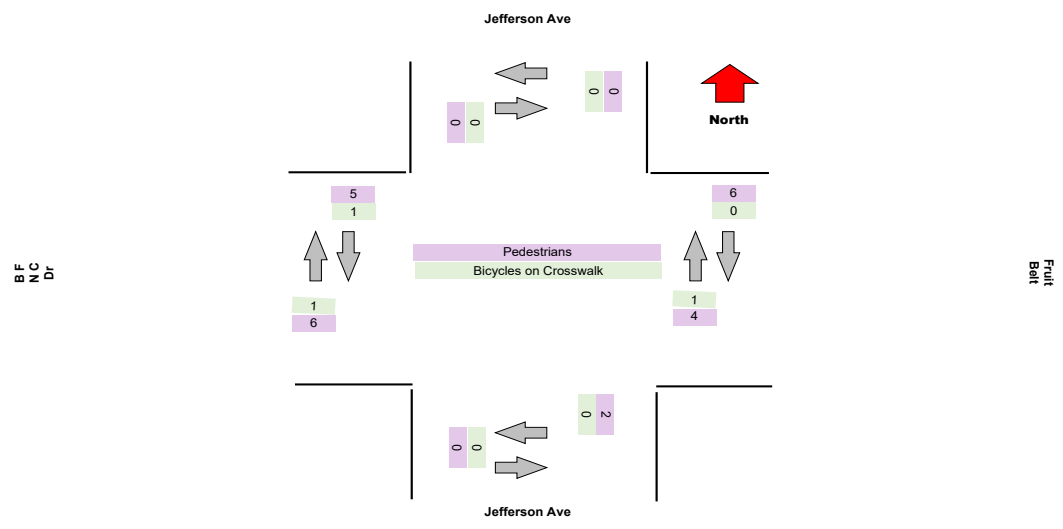 Jefferson Ave
0
0
0
0
North
5
1
6
0
Pedestrians
Bicycles on Crosswalk
B F
N C
Dr
Fruit
Belt
1
6
1
4
0
2
0
0
Jefferson Ave